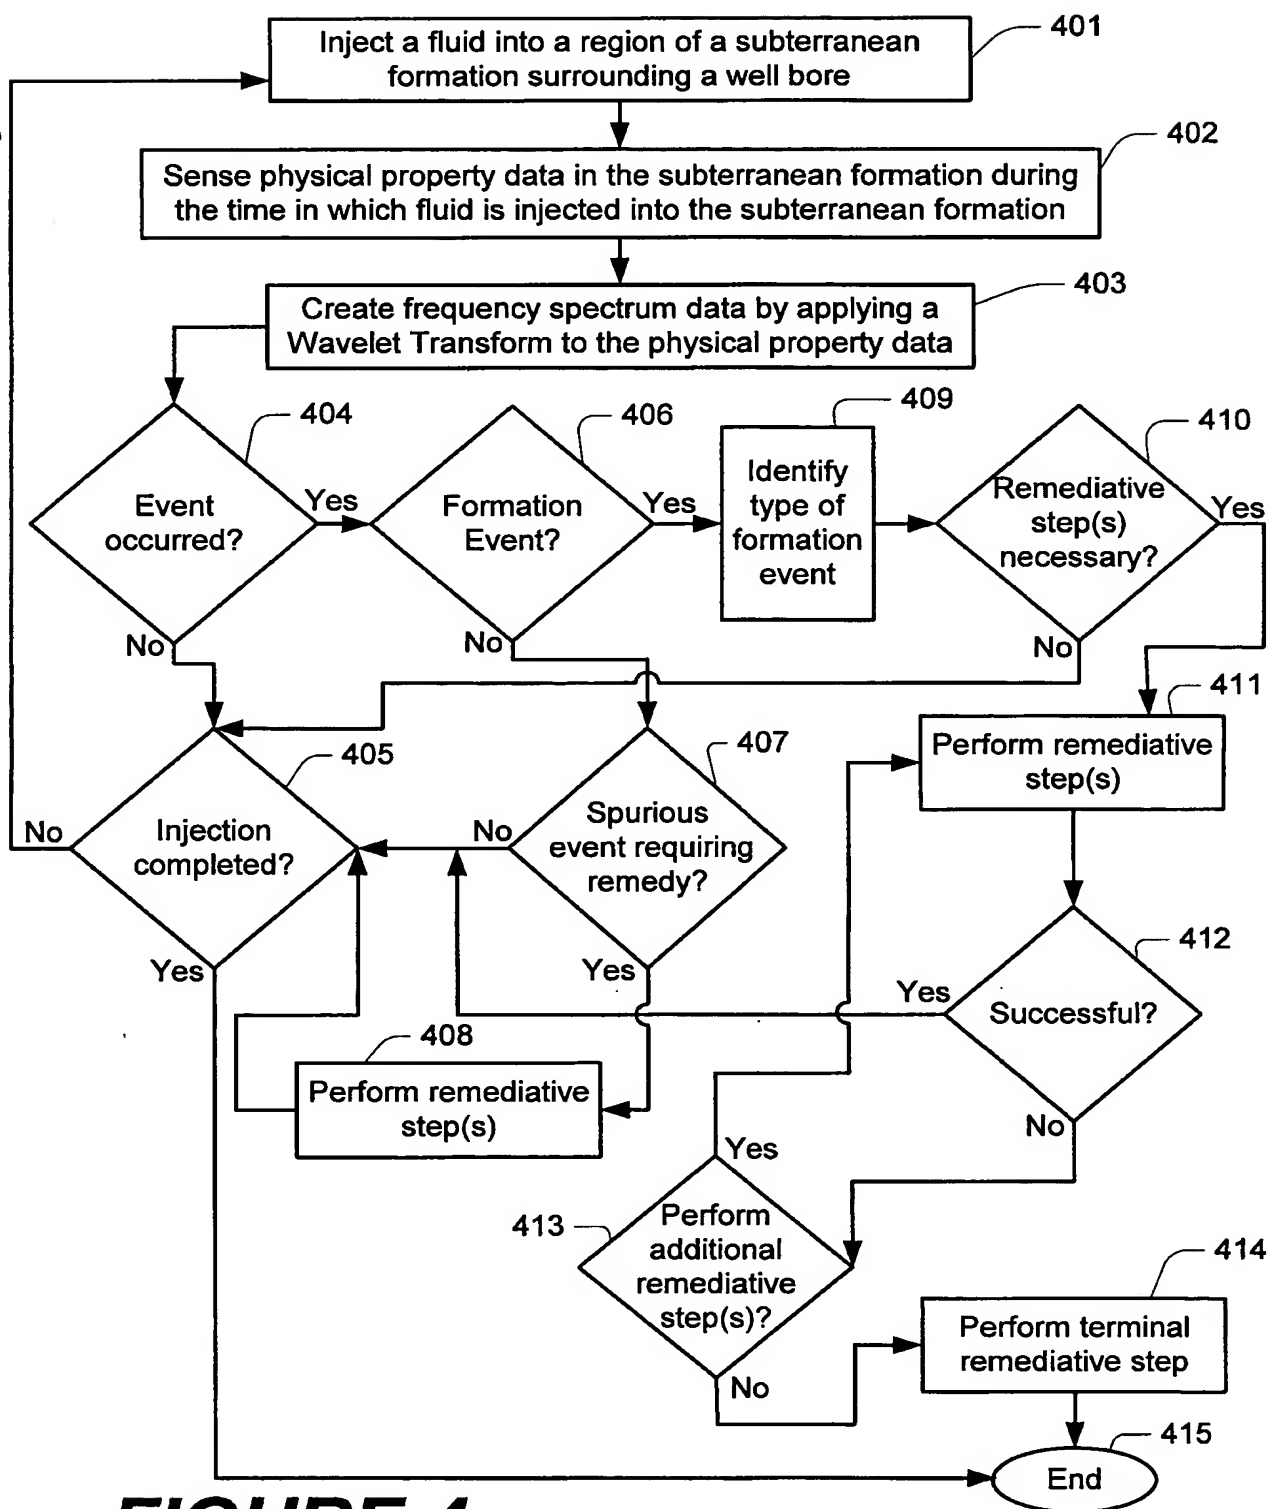 Inject a fluid into a region of a subterranean
formation surrounding a well bore
401
Sense physical property data in the subterranean formation during
the time in which fluid is injected into the subterranean formation
402
Create frequency spectrum data by applying a
Wavelet Transform to the physical property data
403
Event
occurred?
404
Yes
No
Formation
Event?
406
Yes
No
Identify
type of
formation
event
409
Remediative
step(s)
necessary?
410
Yes
No
Injection
completed?
405
No
Yes
Spurious
event requiring
remedy?
407
No
Yes
Perform remediative
step(s)
408
Perform remediative
step(s)
411
Successful?
412
Yes
No
Perform
additional
remediative
step(s)?
413
Yes
No
Perform terminal
remediative step
414
End
415
FIGURE 4